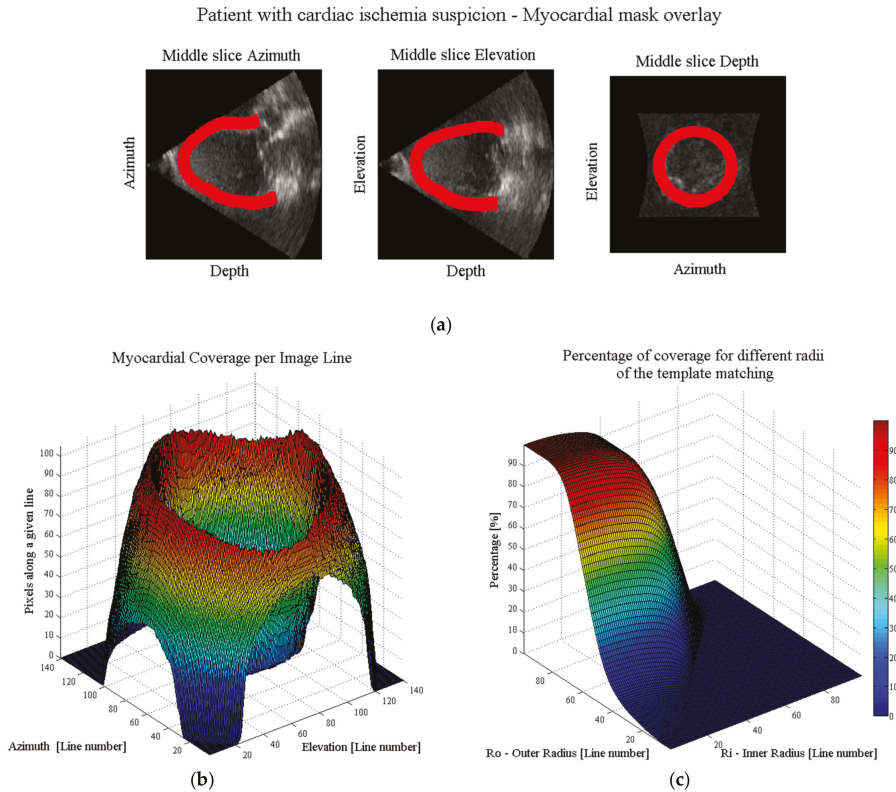 Patient with cardiac ischemia suspicion - Myocardial mask overlay
Middle slice Azimuth
Middle slice Elevation
Middle slice Depth
Azimuth
Elevation
Elevation
Depth
Depth
Azimuth
(a)
Myocardial Coverage per Image Line
Pixels along a given line
100
90
80
70
60
50
40
30
20
10
0
140
120
100
80
60
40
20
20
40
60
80
100
120
140
Azimuth [Line number]
Elevation [Line number]
(b)
Percentage of coverage for different radii
of the template matching
Percentage [%]
90
80
70
60
50
40
30
20
10
0
80
60
40
20
20
40
60
80
Ro - Outer Radius [Line number]
Ri - Inner Radius [Line number]
90
80
70
60
50
40
30
20
10
0
(c)